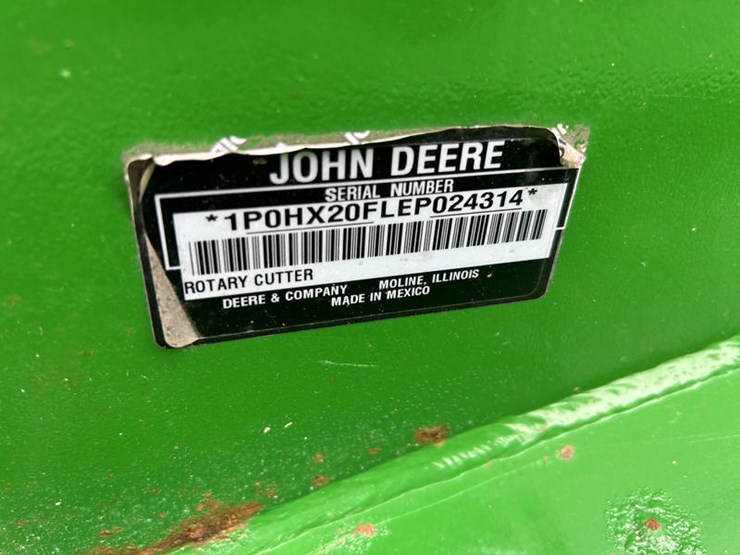 JOHN DEERE
SERIAL NUMBER
*1P0HX20FLEP024314*
ROTARY CUTTER
DEERE & COMPANY MOLINE, ILLINOIS
MADE IN MEXICO